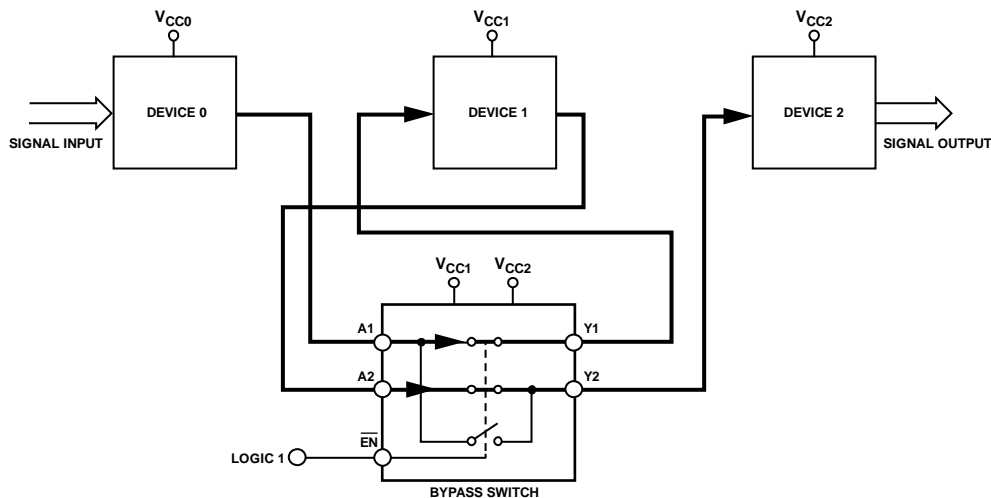 VCC0
VCC1
VCC2
DEVICE 0
DEVICE 1
DEVICE 2
SIGNAL INPUT
SIGNAL OUTPUT
VCC1
VCC2
A1
Y1
A2
Y2
EN
LOGIC 1
BYPASS SWITCH